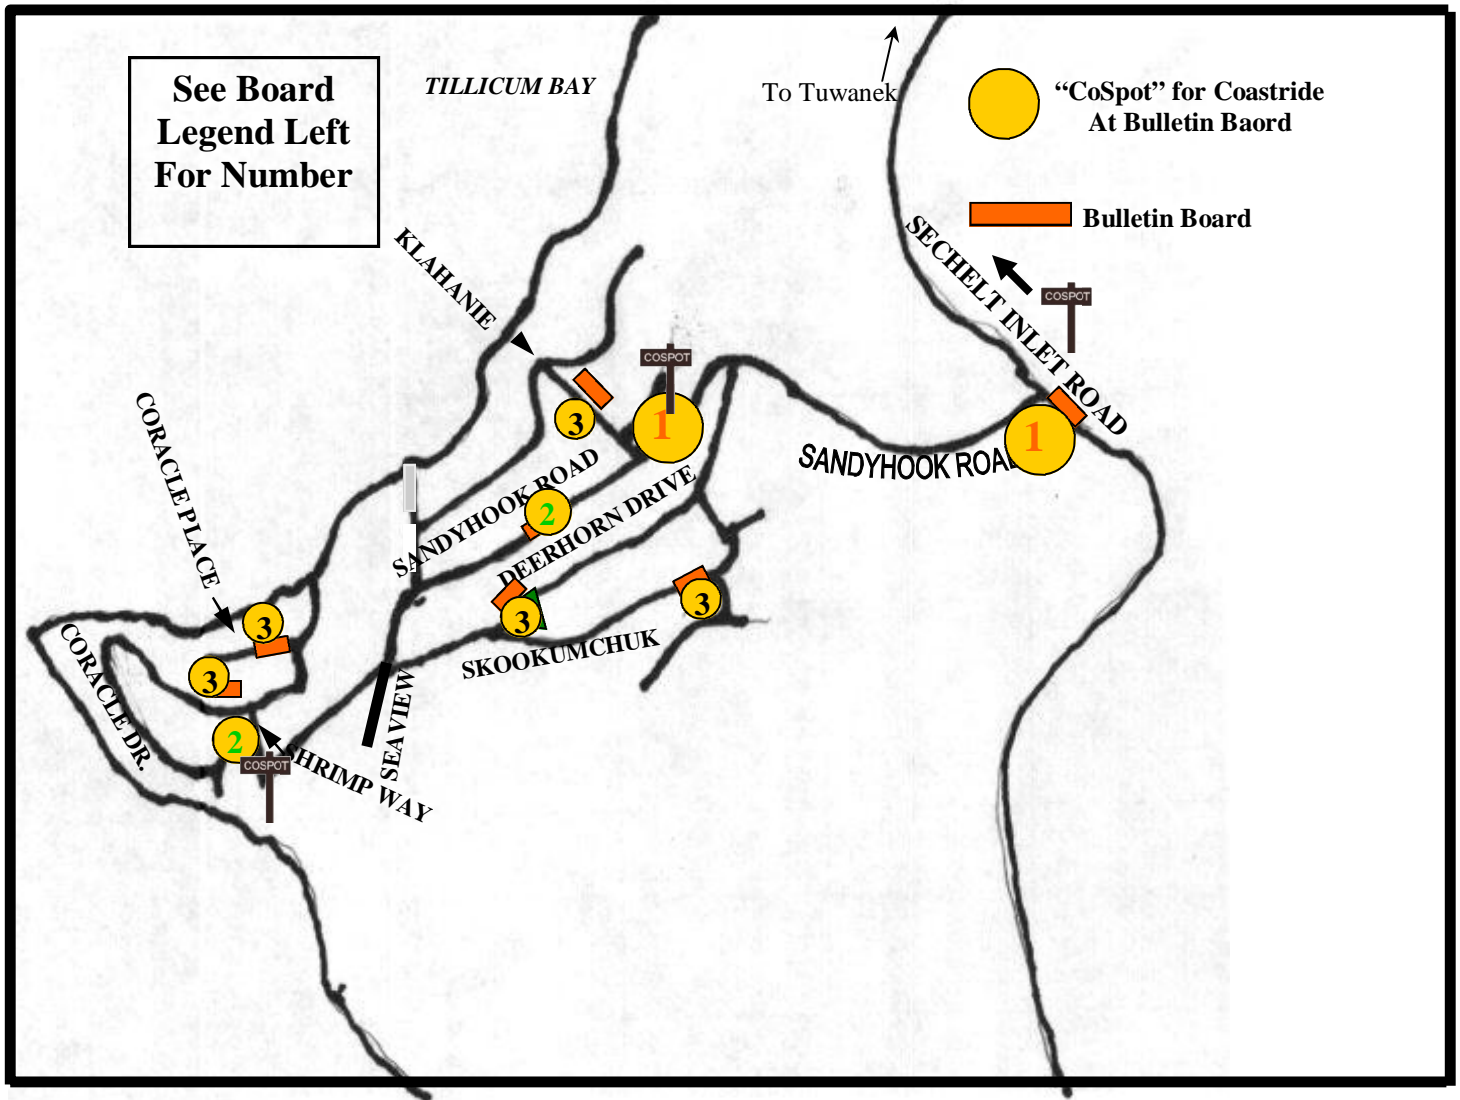 See Board
Legend Left
For Number
TILLICUM BAY
To Tuwanek
“CoSpot” for Coastride
At Bulletin Baord
Bulletin Board
KLAHANIE
SECHELT INLET ROAD
COSPOT
COSPOT
CORACLE PLACE
3
1
1
SANDYHOOK ROAD
SANDYHOOK ROAD
2
DEERHORN DRIVE
3
3
SKOOKUMCHUK
3
3
CORACLE DR.
SEAVIEW
2
COSPOT
SHRIMP WAY